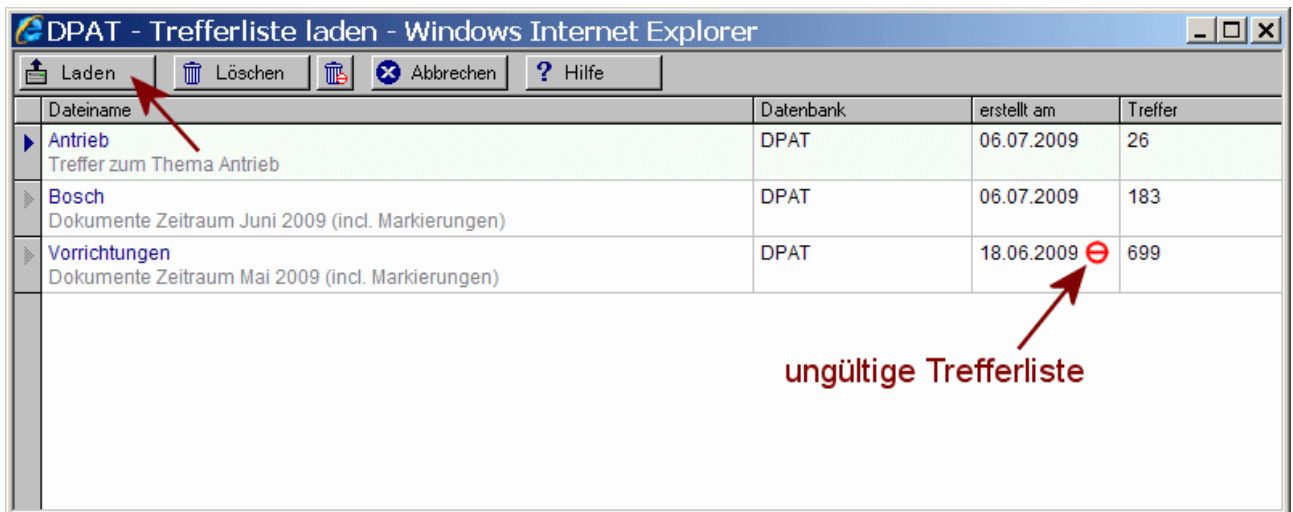 DPAT - Trefferliste laden - Windows Internet Explorer
Laden Löschen Abbrechen ? Hilfe
Dateiname Datenbank erstellt am Treffer
Antrieb DPAT 06.07.2009 26
Treffer zum Thema Antrieb
Bosch DPAT 06.07.2009 183
Dokumente Zeitraum Juni 2009 (incl. Markierungen)
Vorrichtungen DPAT 18.06.2009 699
Dokumente Zeitraum Mai 2009 (incl. Markierungen)
ungültige Trefferliste